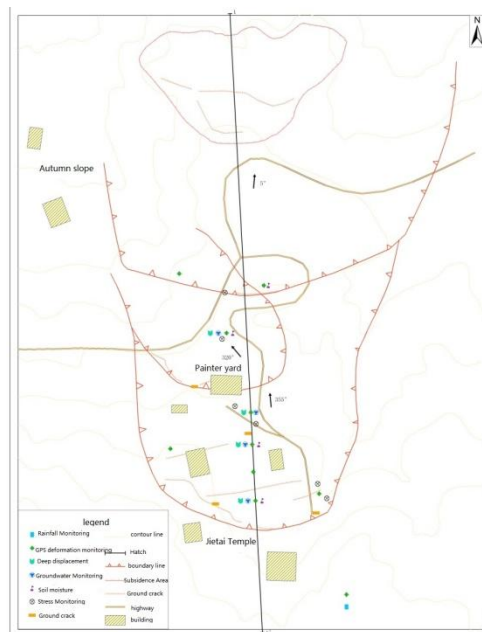 1
N
Autumn slope
Painter yard
Jietai Temple
legend
Rainfall Monitoring
contour line
GPS deformation monitoring
Hatch
Deep displacement
boundary line
Groundwater Monitoring
Subsidence Area
Soil moisture
Ground crack
Stress Monitoring
highway
Ground crack
building